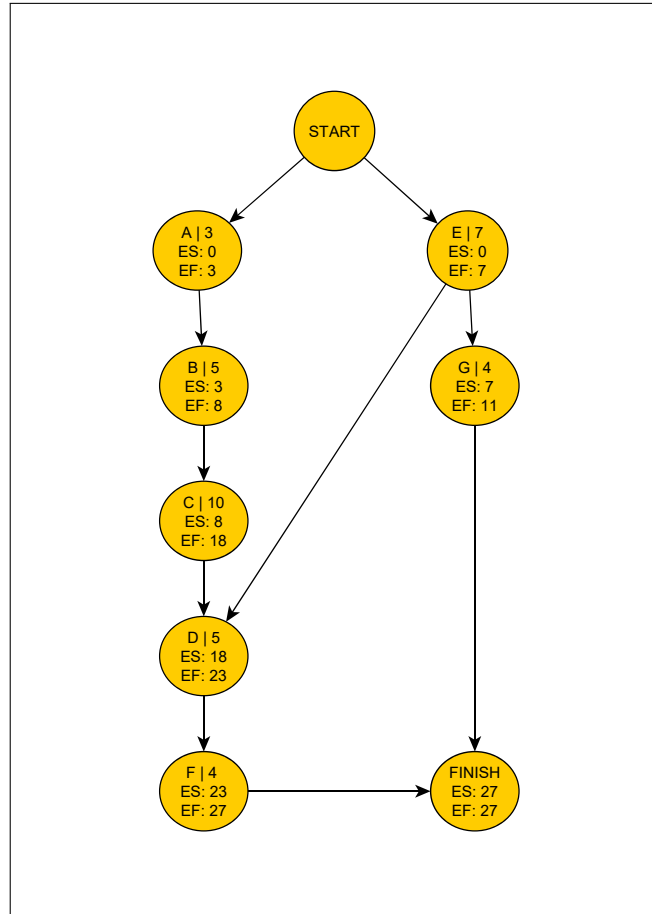 START
A | 3
ES: 0
EF: 3
E | 7
ES: 0
EF: 7
B | 5
ES: 3
EF: 8
G | 4
ES: 7
EF: 11
C | 10
ES: 8
EF: 18
D | 5
ES: 18
EF: 23
F | 4
ES: 23
EF: 27
FINISH
ES: 27
EF: 27